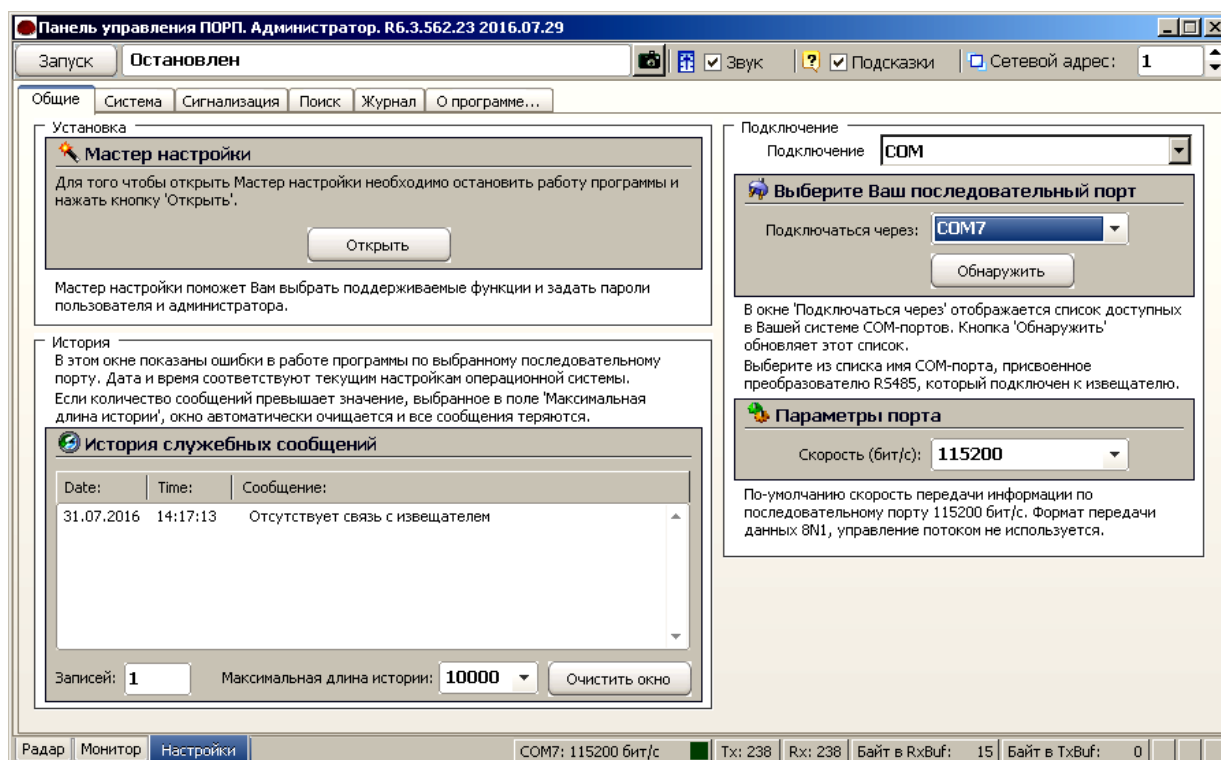 Панель управления ПОРП. Администратор. R6.3.562.23 2016.07.29
Запуск
Остановлен
Звук
Подсказки
Сетевой адрес:
1
Общие
Система
Сигнализация
Поиск
Журнал
О программе...
Установка
Мастер настройки
Для того чтобы открыть Мастер настройки необходимо остановить работу программы и
нажать кнопку 'Открыть'.
Открыть
Мастер настройки поможет Вам выбрать поддерживаемые функции и задать пароли
пользователя и администратора.
История
В этом окне показаны ошибки в работе программы по выбранному последовательному
порту. Дата и время соответствуют текущим настройкам операционной системы.
Если количество сообщений превышает значение, выбранное в поле 'Максимальная
длина истории', окно автоматически очищается и все сообщения теряются.
История служебных сообщений
Date:
Time:
Сообщение:
31.07.2016
14:17:13
Отсутствует связь с извещателем
Записей:
1
Максимальная длина истории:
10000
Очистить окно
Подключение
Подключение
COM
Выберите Ваш последовательный порт
Подключаться через:
COM7
Обнаружить
В окне 'Подключаться через' отображается список доступных
в Вашей системе COM-портов. Кнопка 'Обнаружить'
обновляет этот список.
Выберите из списка имя COM-порта, присвоенное
преобразователю RS485, который подключен к извещателю.
Параметры порта
Скорость (бит/с):
115200
По-умолчанию скорость передачи информации по
последовательному порту 115200 бит/с. Формат передачи
данных 8N1, управление потоком не используется.
Радар
Монитор
Настройки
COM7: 115200 бит/с
Tx: 238
Rx: 238
Байт в RxBuf:
15
Байт в TxBuf:
0